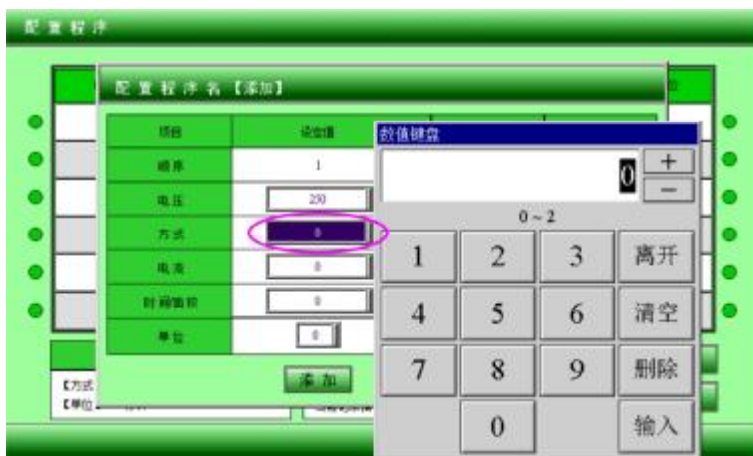 配置程序
配置程序名【添加】
项目 设定值
顺序 1
电压 250
方式 0
电流 0
时间/面积 0
单位 0
添加
数值键盘
0
+
-
0~2
1 2 3 离开
4 5 6 清空
7 8 9 删除
0 输入
【方式
【单位】